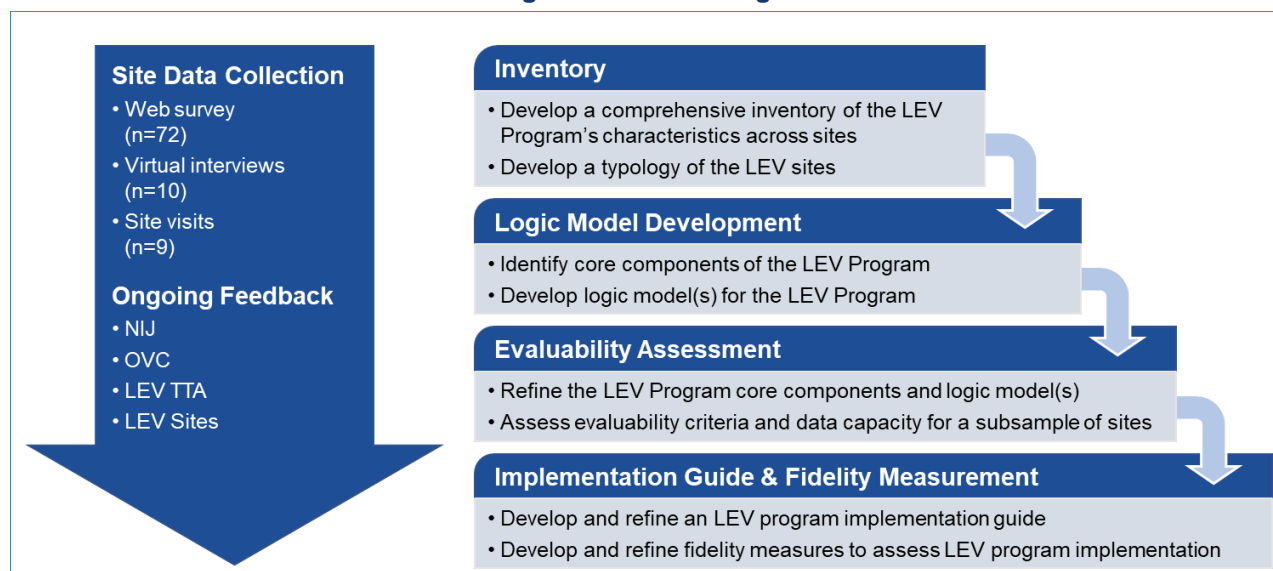 Site Data Collection
• Web survey
(n=72)
• Virtual interviews
(n=10)
• Site visits
(n=9)
Ongoing Feedback
• NIJ
• OVC
• LEV TTA
• LEV Sites
Inventory
• Develop a comprehensive inventory of the LEV
Program's characteristics across sites
• Develop a typology of the LEV sites
Logic Model Development
• Identify core components of the LEV Program
• Develop logic model(s) for the LEV Program
Evaluability Assessment
• Refine the LEV Program core components and logic model(s)
• Assess evaluability criteria and data capacity for a subsample of sites
Implementation Guide & Fidelity Measurement
• Develop and refine an LEV program implementation guide
• Develop and refine fidelity measures to assess LEV program implementation